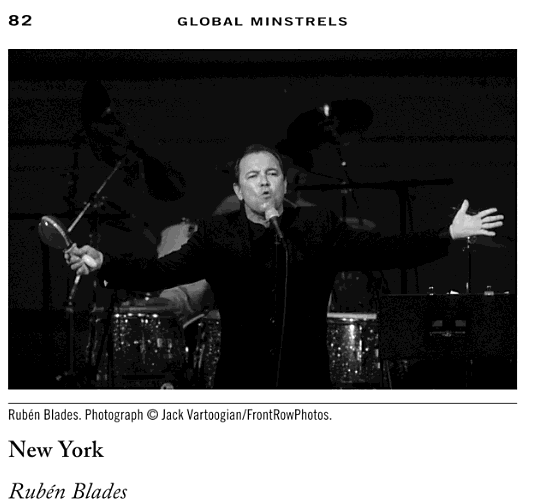 82
GLOBAL MINSTRELS
Rubén Blades. Photograph © Jack Vartoogian/FrontRowPhotos.
New York
Rubén Blades